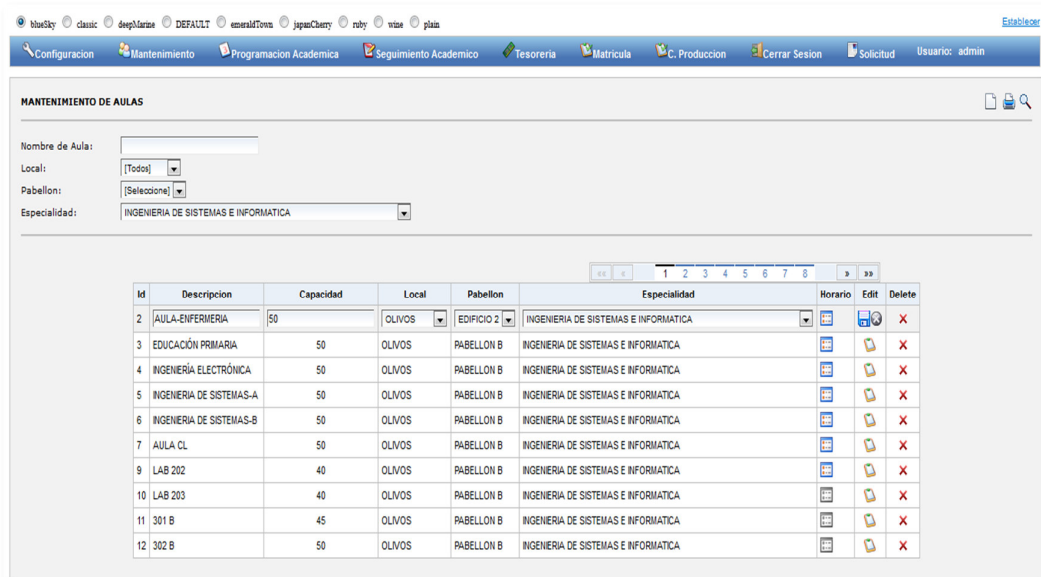 blueSky classic deepMarine DEFAULT emeraldTown japanCherry ruby wine plain Establecer
Configuracion Mantenimiento Programacion Academica Seguimiento Academico Tesoreria Matricula C. Produccion Cerrar Sesion Solicitud Usuario: admin
MANTENIMIENTO DE AULAS
Nombre de Aula:
Local: [Todos]
Pabellon: [Seleccione]
Especialidad: INGENIERIA DE SISTEMAS E INFORMATICA
«« « 1 2 3 4 5 6 7 8 » »»
Id Descripcion Capacidad Local Pabellon Especialidad Horario Edit Delete
2 AULA-ENFERMERIA 50 OLIVOS EDIFICIO 2 INGENIERIA DE SISTEMAS E INFORMATICA
3 EDUCACIÓN PRIMARIA 50 OLIVOS PABELLON B INGENIERIA DE SISTEMAS E INFORMATICA
4 INGENIERÍA ELECTRÓNICA 50 OLIVOS PABELLON B INGENIERIA DE SISTEMAS E INFORMATICA
5 INGENIERIA DE SISTEMAS-A 50 OLIVOS PABELLON B INGENIERIA DE SISTEMAS E INFORMATICA
6 INGENIERIA DE SISTEMAS-B 50 OLIVOS PABELLON B INGENIERIA DE SISTEMAS E INFORMATICA
7 AULA CL 50 OLIVOS PABELLON B INGENIERIA DE SISTEMAS E INFORMATICA
9 LAB 202 40 OLIVOS PABELLON B INGENIERIA DE SISTEMAS E INFORMATICA
10 LAB 203 40 OLIVOS PABELLON B INGENIERIA DE SISTEMAS E INFORMATICA
11 301 B 45 OLIVOS PABELLON B INGENIERIA DE SISTEMAS E INFORMATICA
12 302 B 50 OLIVOS PABELLON B INGENIERIA DE SISTEMAS E INFORMATICA